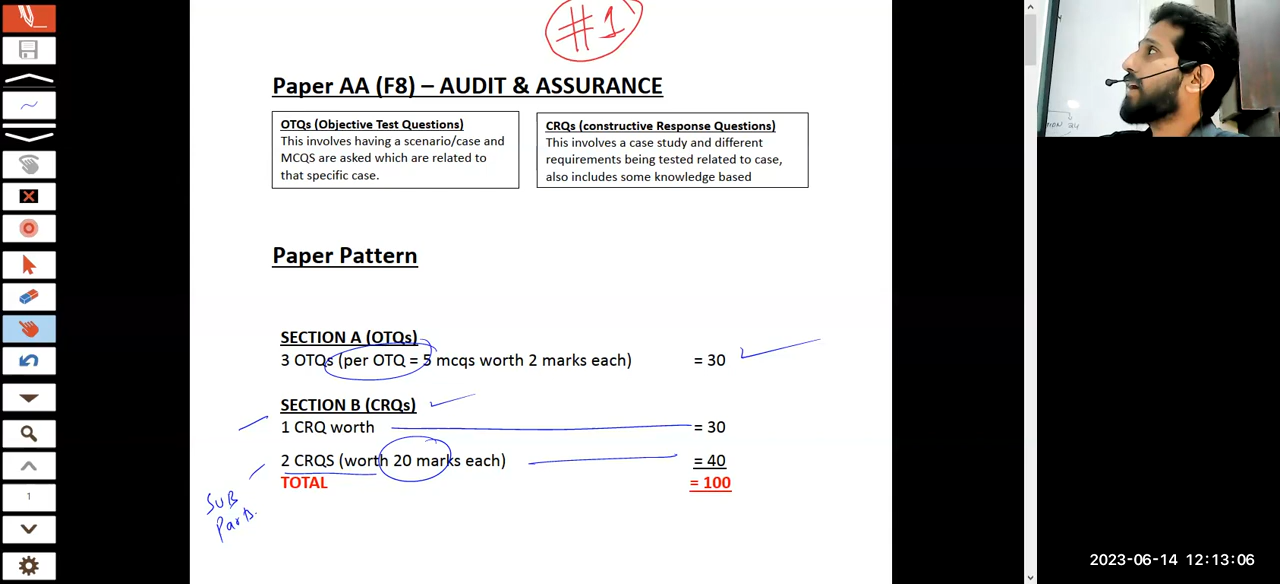 #1
Paper AA (F8) – AUDIT & ASSURANCE
OTQs (Objective Test Questions)
This involves having a scenario/case and
MCQS are asked which are related to
that specific case.
CRQs (constructive Response Questions)
This involves a case study and different
requirements being tested related to case,
also includes some knowledge based
Paper Pattern
SECTION A (OTQs)
3 OTQs (per OTQ = 5 mcqs worth 2 marks each) = 30
SECTION B (CRQs)
1 CRQ worth = 30
2 CRQS (worth 20 marks each) = 40
TOTAL = 100
SUB
Parts.
1
2023-06-14 12:13:06